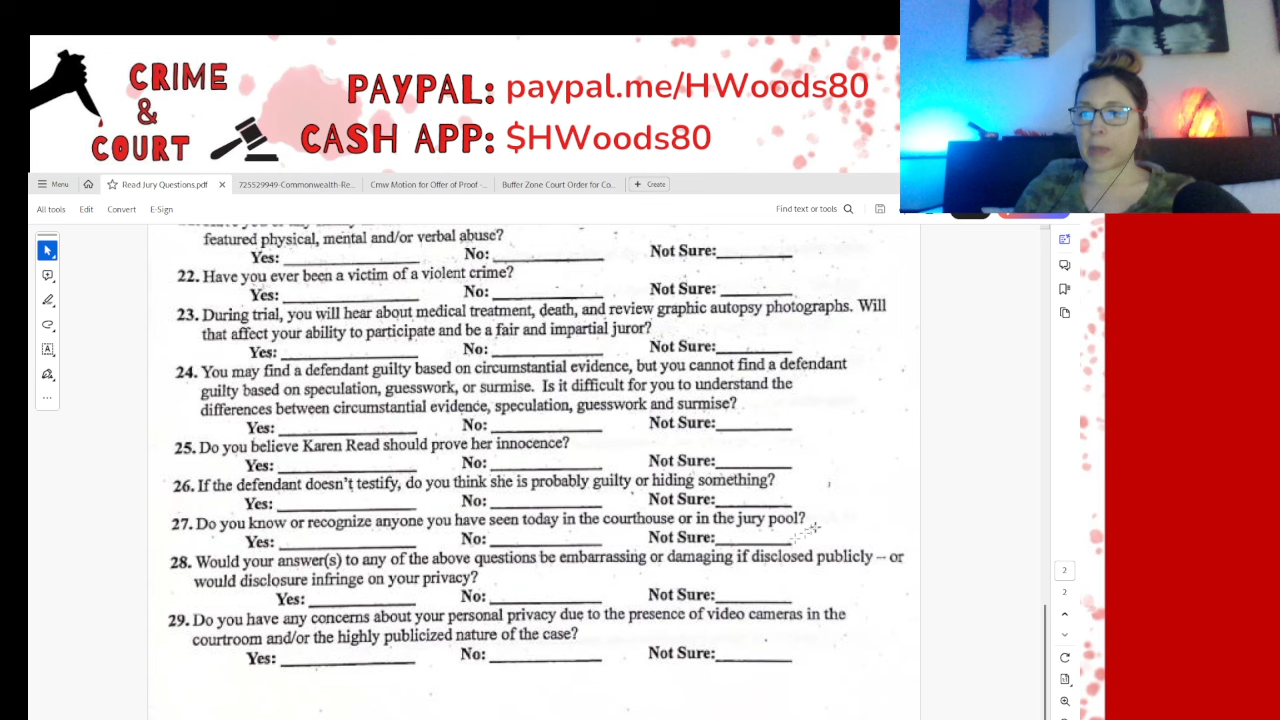 CRIME
&
COURT
PAYPAL: paypal.me/HWoods80
CASH APP: $HWoods80
Menu Read Jury Questions.pdf 725529949-Commonwealth-Re... Cmw Motion for Offer of Proof -... Buffer Zone Court Order for Co... Create
All tools Edit Convert E-Sign Find text or tools
featured physical, mental and/or verbal abuse?
Yes: No: Not Sure:
22. Have you ever been a victim of a violent crime?
Yes: No: Not Sure:
23. During trial, you will hear about medical treatment, death, and review graphic autopsy photographs. Will
that affect your ability to participate and be a fair and impartial juror?
Yes: No: Not Sure:
24. You may find a defendant guilty based on circumstantial evidence, but you cannot find a defendant
guilty based on speculation, guesswork, or surmise. Is it difficult for you to understand the
differences between circumstantial evidence, speculation, guesswork and surmise?
Yes: No: Not Sure:
25. Do you believe Karen Read should prove her innocence?
Yes: No: Not Sure:
26. If the defendant doesn't testify, do you think she is probably guilty or hiding something?
Yes: No: Not Sure:
27. Do you know or recognize anyone you have seen today in the courthouse or in the jury pool?
Yes: No: Not Sure:
28. Would your answer(s) to any of the above questions be embarrassing or damaging if disclosed publicly -- or
would disclosure infringe on your privacy?
Yes: No: Not Sure:
29. Do you have any concerns about your personal privacy due to the presence of video cameras in the
courtroom and/or the highly publicized nature of the case?
Yes: No: Not Sure:
2
2